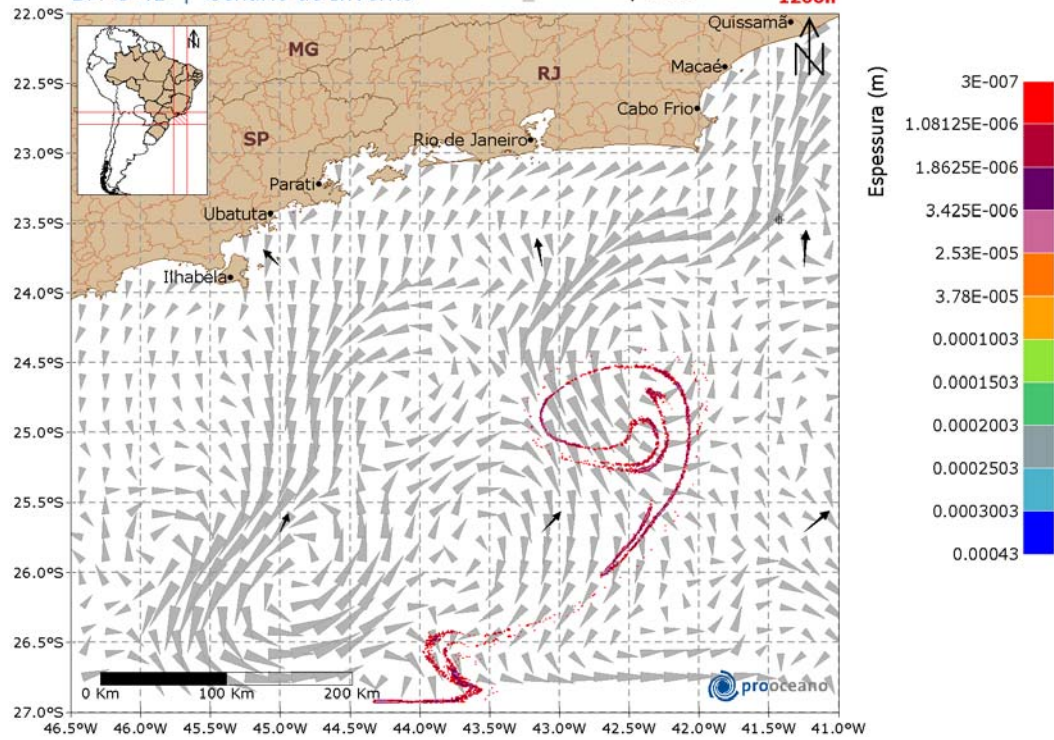 22.0°S
1200h
Quissamã
N
N
MG
22.5°S
RJ
Macaé
Cabo Frio
SP
Rio de Janeiro
23.0°S
Parati
23.5°S
Ubatuta
Ilhabela
24.0°S
24.5°S
25.0°S
25.5°S
26.0°S
26.5°S
0 Km 100 Km 200 Km
prooceano
27.0°S
46.5°W 46.0°W 45.5°W 45.0°W 44.5°W 44.0°W 43.5°W 43.0°W 42.5°W 42.0°W 41.5°W 41.0°W
Espessura (m)
3E-007
1.08125E-006
1.8625E-006
3.425E-006
2.53E-005
3.78E-005
0.0001003
0.0001503
0.0002003
0.0002503
0.0003003
0.00043